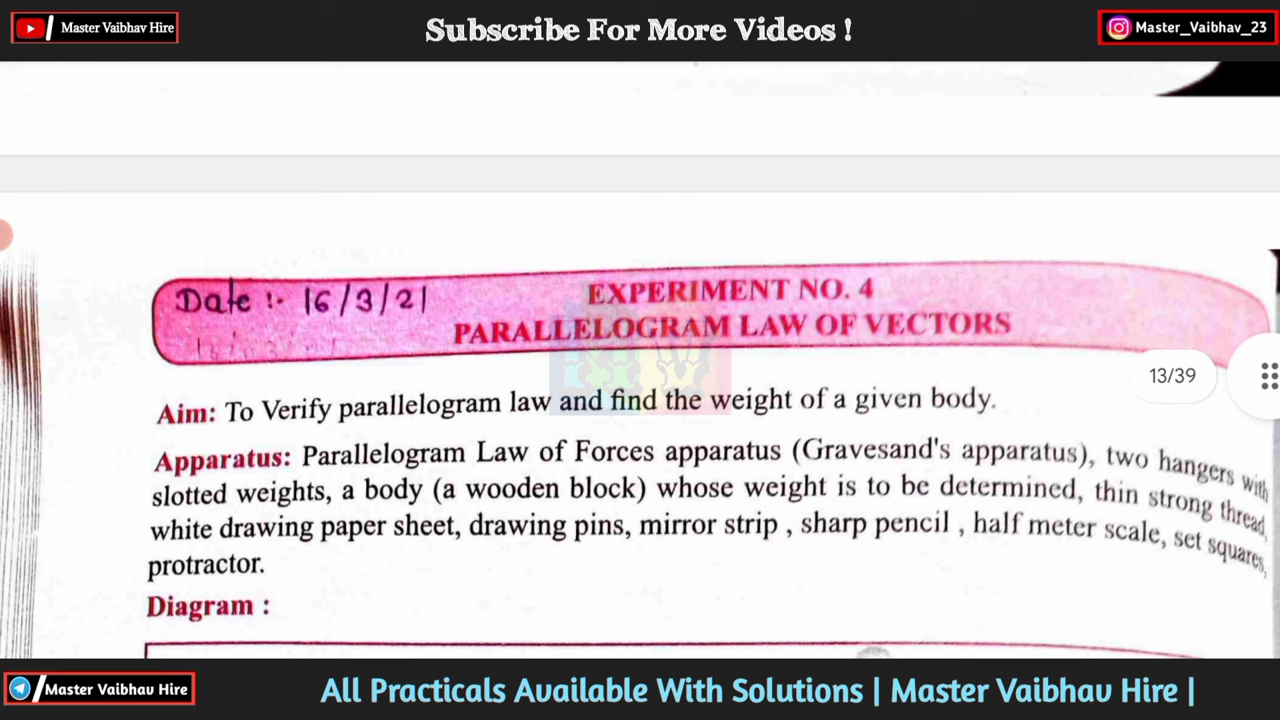 Master Vaibhav Hire
Subscribe For More Videos !
Master_Vaibhav_23
Date :- 16/3/21
EXPERIMENT NO. 4
PARALLELOGRAM LAW OF VECTORS
13/39
Aim: To Verify parallelogram law and find the weight of a given body.
Apparatus: Parallelogram Law of Forces apparatus (Gravesand's apparatus), two hangers with
slotted weights, a body (a wooden block) whose weight is to be determined, thin strong thread,
white drawing paper sheet, drawing pins, mirror strip , sharp pencil , half meter scale, set squares,
protractor.
Diagram :
Master Vaibhav Hire
All Practicals Available With Solutions | Master Vaibhav Hire |